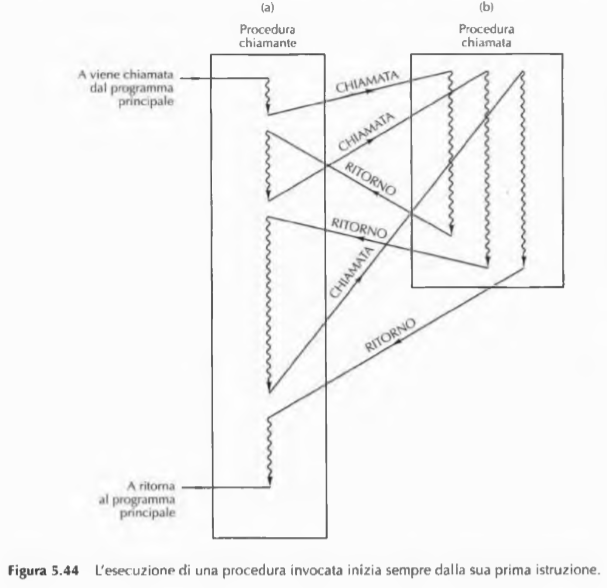 (a)
(b)
Procedura
chiamante
Procedura
chiamata
A viene chiamata
dal programma
principale
CHIAMATA
CHIAMATA
RITORNO
RITORNO
CHIAMATA
RITORNO
A ritorna
al programma
principale
Figura 5.44 L'esecuzione di una procedura invocata inizia sempre dalla sua prima istruzione.